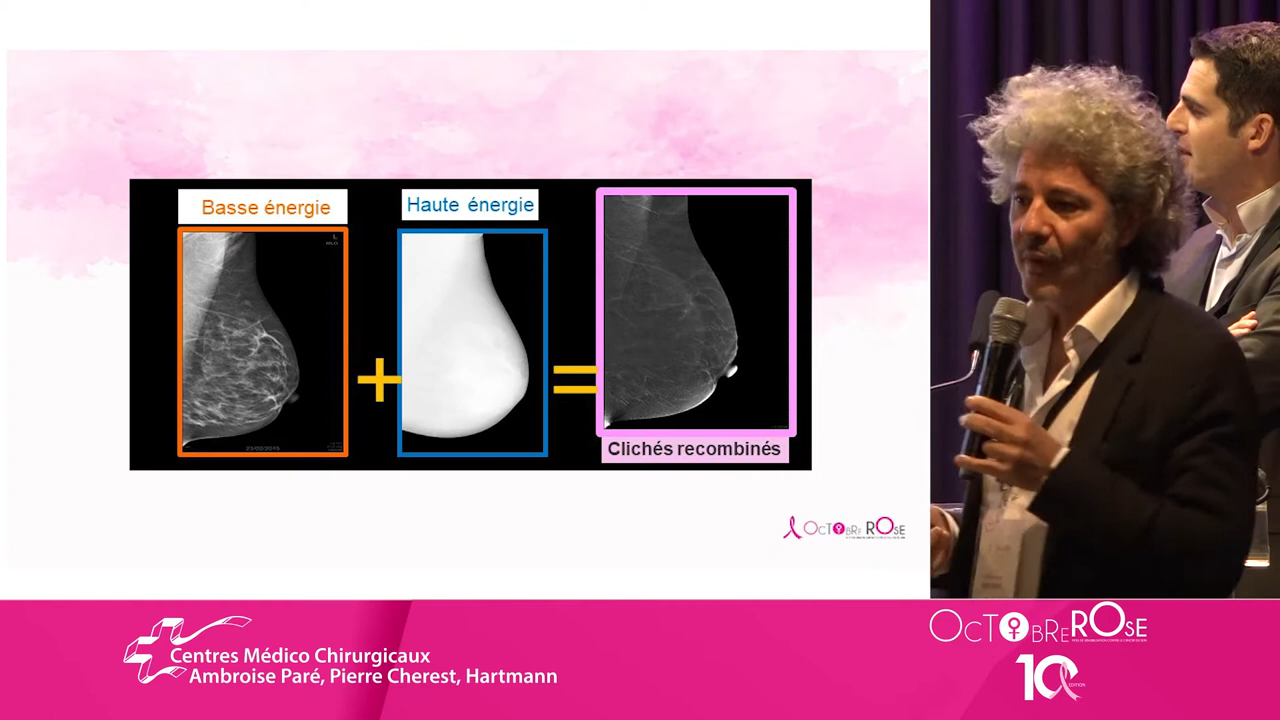 Basse énergie
Haute énergie
L
+
=
Clichés recombinés
OCTOBRE ROSE
Centres Médico Chirurgicaux
Ambroise Paré, Pierre Cherest, Hartmann
OCTOBRE ROSE
10
EDITION